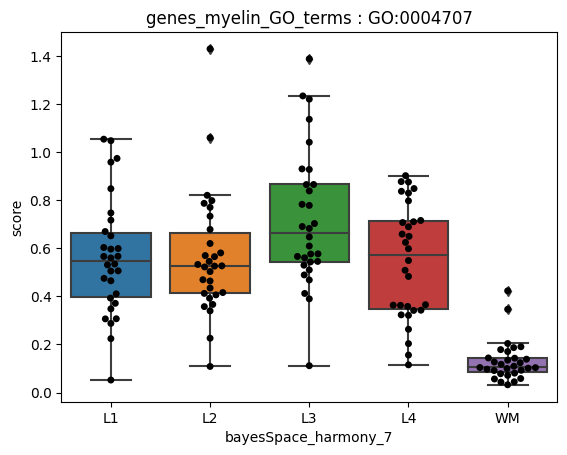 genes_myelin_GO_terms : GO:0004707
1.4
1.2
1.0
0.8
0.6
0.4
0.2
0.0
score
L1 L2 L3 L4 WM
bayesSpace_harmony_7